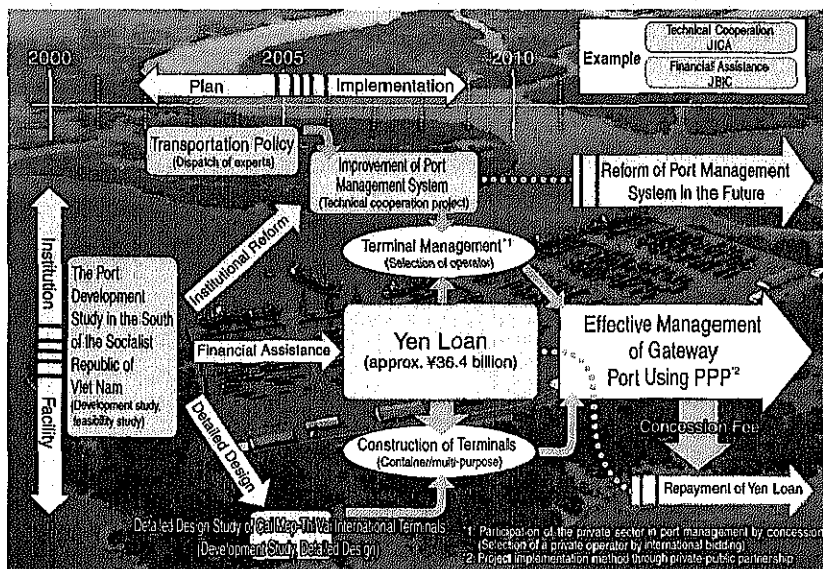 2000
2005
2010
Example
Technical Cooperation
JICA
Financial Assistance
JBIC
Plan
Implementation
Transportation Policy
(Dispatch of experts)
Improvement of Port
Management System
(Technical cooperation project)
Reform of Port Management
System In the Future
Institution
Facility
The Port
Development
Study in the South
of the Socialist
Republic of
Viet Nam
(Development study,
feasibility study)
Institutional Reform
Financial Assistance
Detailed Design
Terminal Management*1
(Selection of operator)
Yen Loan
(approx. ¥36.4 billion)
Effective Management
of Gateway
Port Using PPP*2
Construction of Terminals
(Container/multi-purpose)
Concession Fee
Repayment of Yen Loan
Detailed Design Study of Cai Mep-Thi Vai International Terminals
(Development Study, Detailed Design)
*1: Participation of the private sector in port management by concession
(Selection of a private operator by international bidding)
*2: Project implementation method through private-public partnership